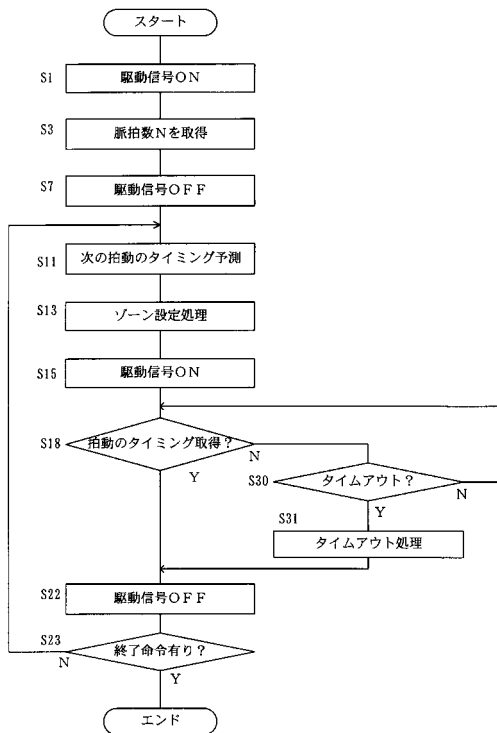 スタート
S1
駆動信号ON
S3
脈拍数Nを取得
S7
駆動信号OFF
S11
次の拍動のタイミング予測
S13
ゾーン設定処理
S15
駆動信号ON
S18
拍動のタイミング取得?
N
Y
S30
タイムアウト?
N
Y
S31
タイムアウト処理
S22
駆動信号OFF
S23
終了命令有り?
N
Y
エンド